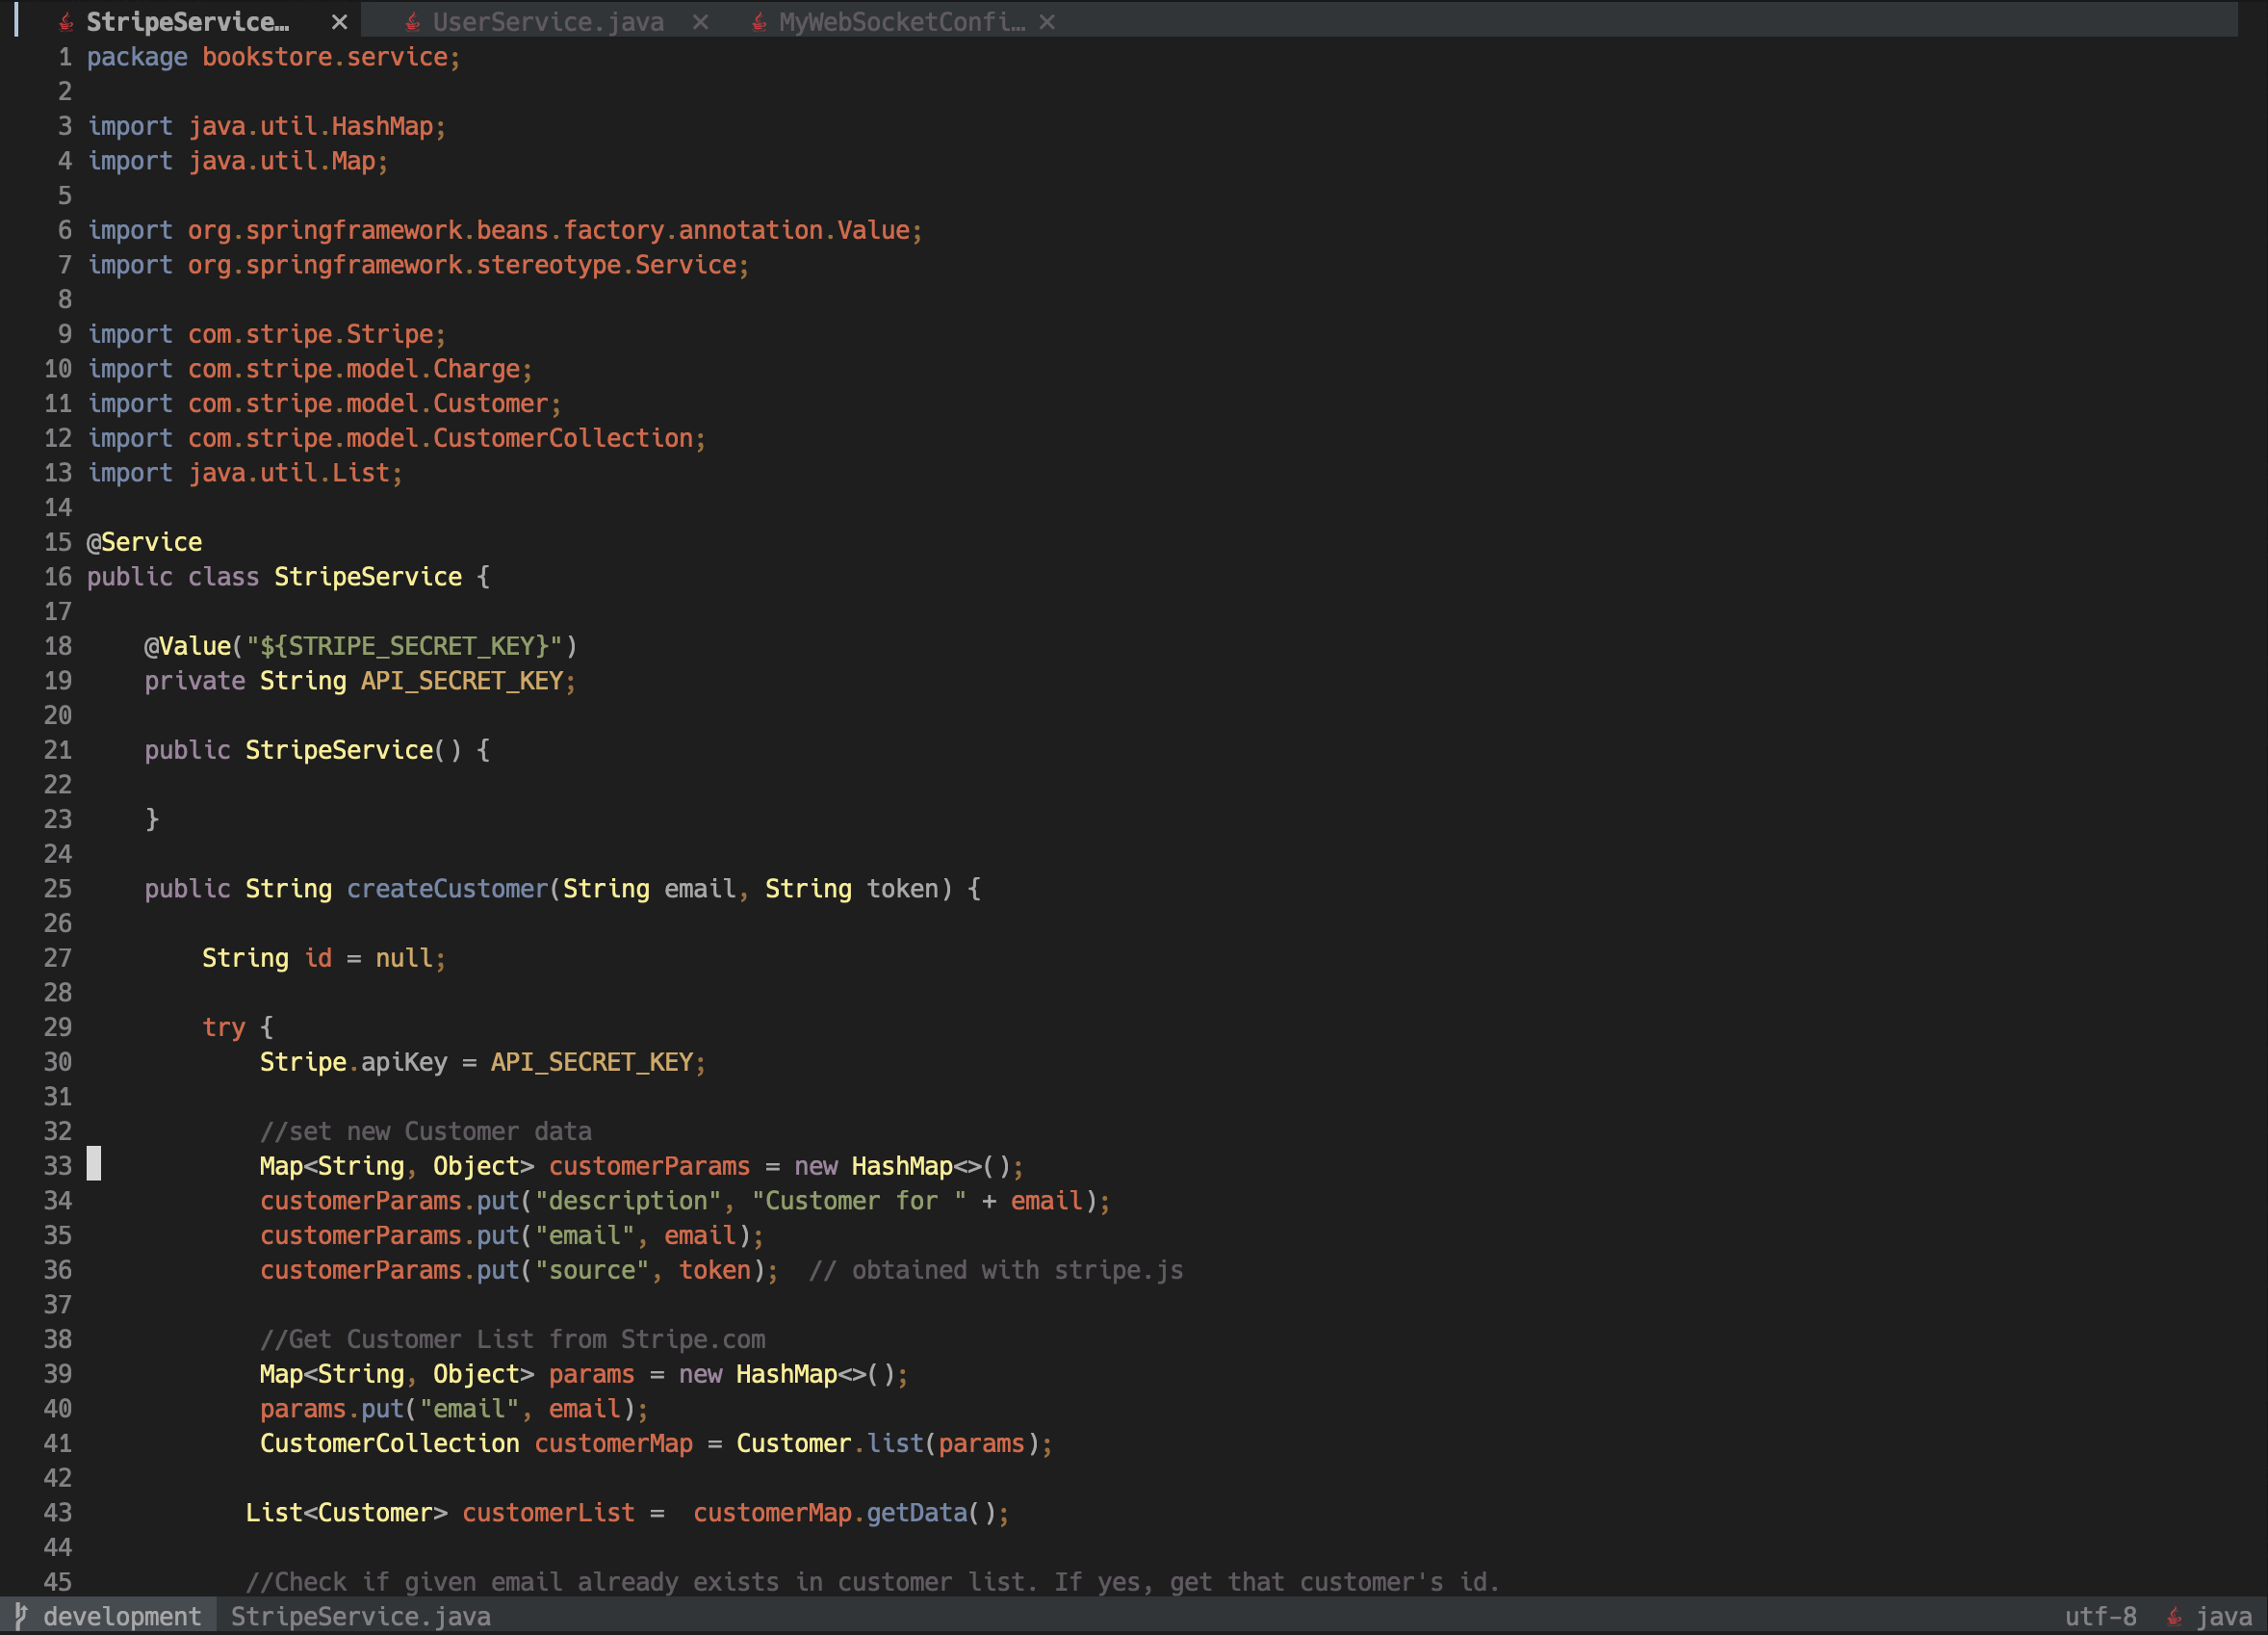 StripeService… × UserService.java × MyWebSocketConfi… ×
1 package bookstore.service;
2
3 import java.util.HashMap;
4 import java.util.Map;
5
6 import org.springframework.beans.factory.annotation.Value;
7 import org.springframework.stereotype.Service;
8
9 import com.stripe.Stripe;
10 import com.stripe.model.Charge;
11 import com.stripe.model.Customer;
12 import com.stripe.model.CustomerCollection;
13 import java.util.List;
14
15 @Service
16 public class StripeService {
17
18     @Value("${STRIPE_SECRET_KEY}")
19     private String API_SECRET_KEY;
20
21     public StripeService() {
22
23     }
24
25     public String createCustomer(String email, String token) {
26
27         String id = null;
28
29         try {
30             Stripe.apiKey = API_SECRET_KEY;
31
32             //set new Customer data
33             Map<String, Object> customerParams = new HashMap<>();
34             customerParams.put("description", "Customer for " + email);
35             customerParams.put("email", email);
36             customerParams.put("source", token);  // obtained with stripe.js
37
38             //Get Customer List from Stripe.com
39             Map<String, Object> params = new HashMap<>();
40             params.put("email", email);
41             CustomerCollection customerMap = Customer.list(params);
42
43            List<Customer> customerList =  customerMap.getData();
44
45            //Check if given email already exists in customer list. If yes, get that customer's id.
development StripeService.java utf-8 java